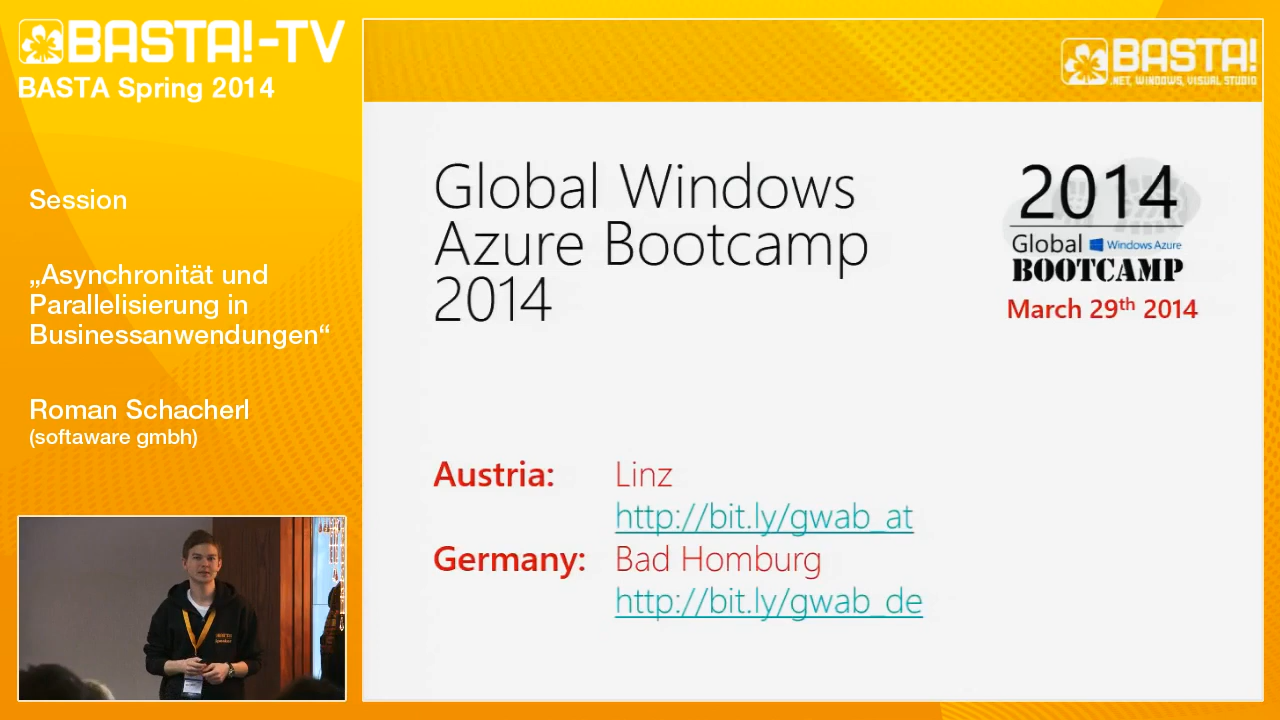 BASTA!-TV
BASTA Spring 2014
Session
„Asynchronität und
Parallelisierung in
Businessanwendungen“
Roman Schacherl
(softaware gmbh)
BASTA!
.NET, WINDOWS, VISUAL STUDIO
Global Windows
Azure Bootcamp
2014
2014
Global Windows Azure
BOOTCAMP
March 29th 2014
Austria: Linz
http://bit.ly/gwab_at
Germany: Bad Homburg
http://bit.ly/gwab_de
BASTA!